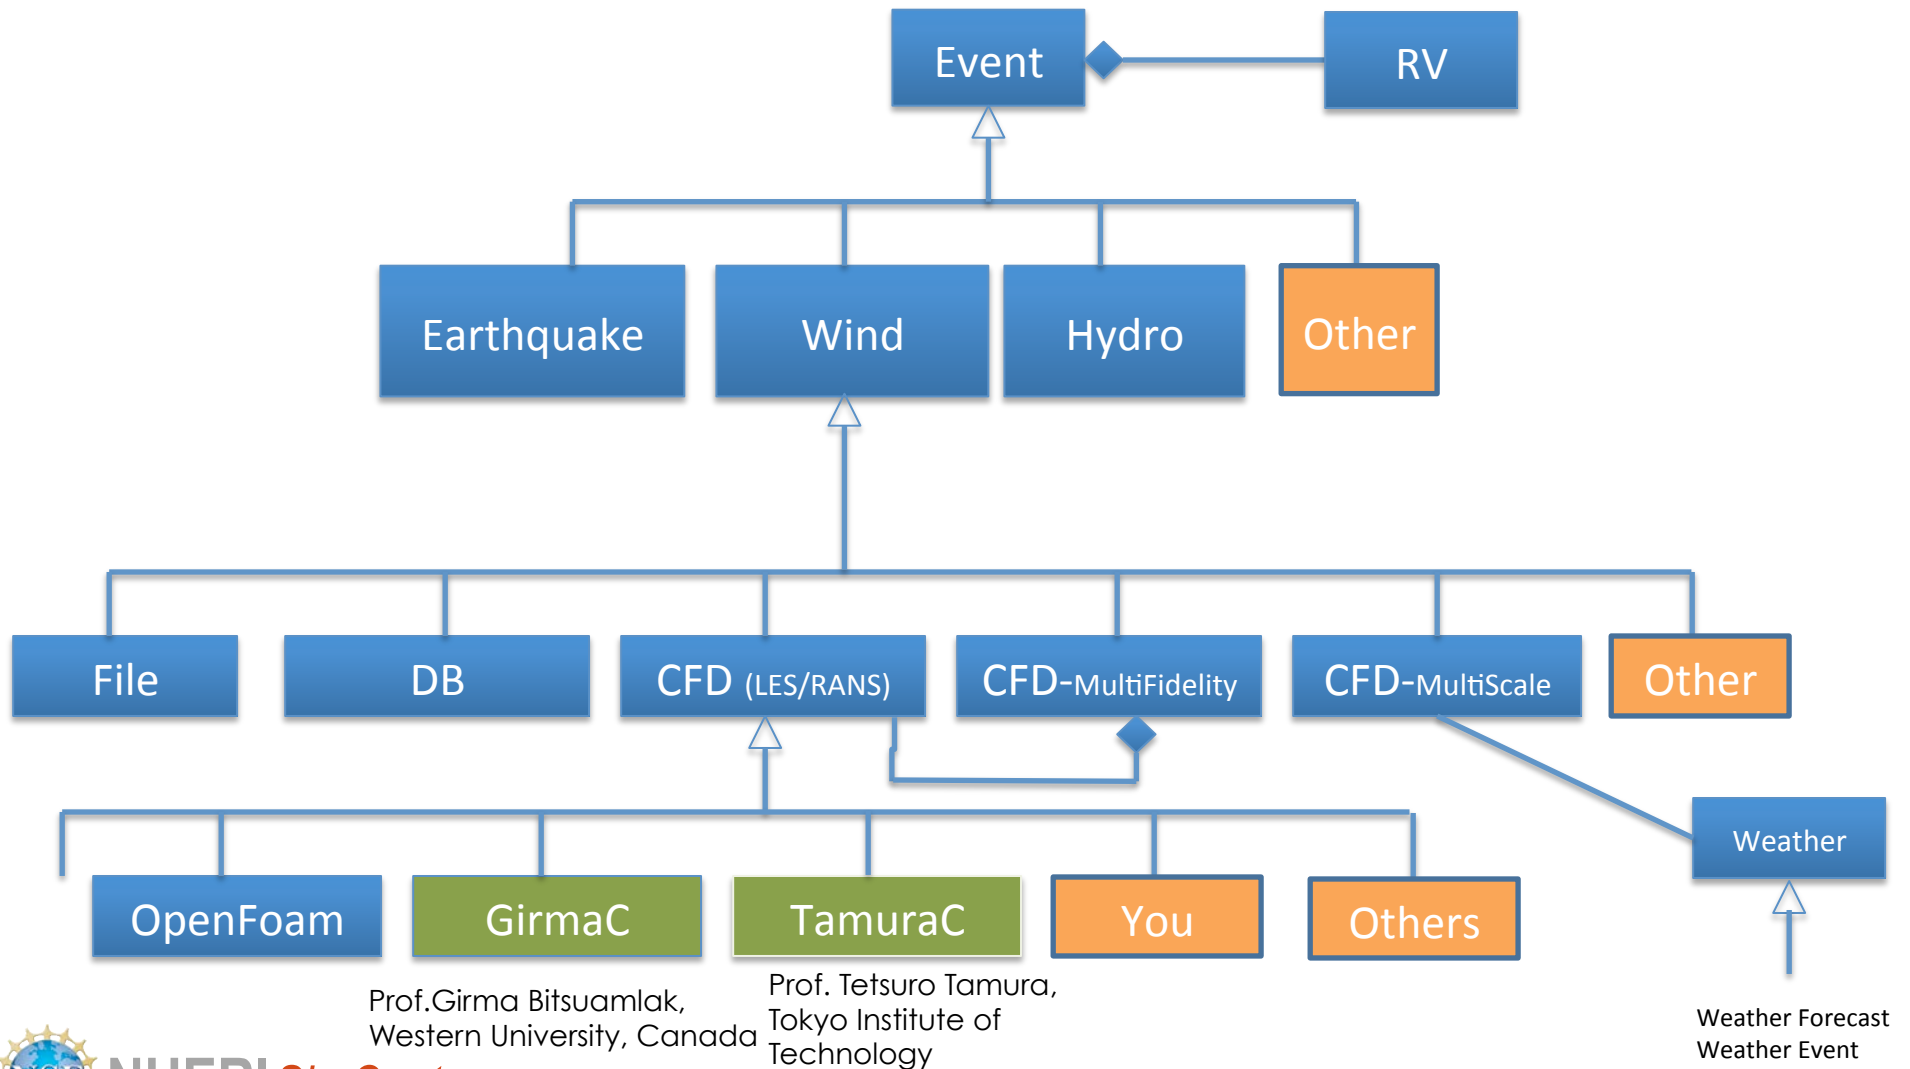 Event
RV
Earthquake
Wind
Hydro
Other
File
DB
CFD (LES/RANS)
CFD-MultiFidelity
CFD-MultiScale
Other
Weather
OpenFoam
GirmaC
TamuraC
You
Others
Prof.Girma Bitsuamlak,
Western University, Canada
Prof. Tetsuro Tamura,
Tokyo Institute of
Technology
Weather Forecast
Weather Event